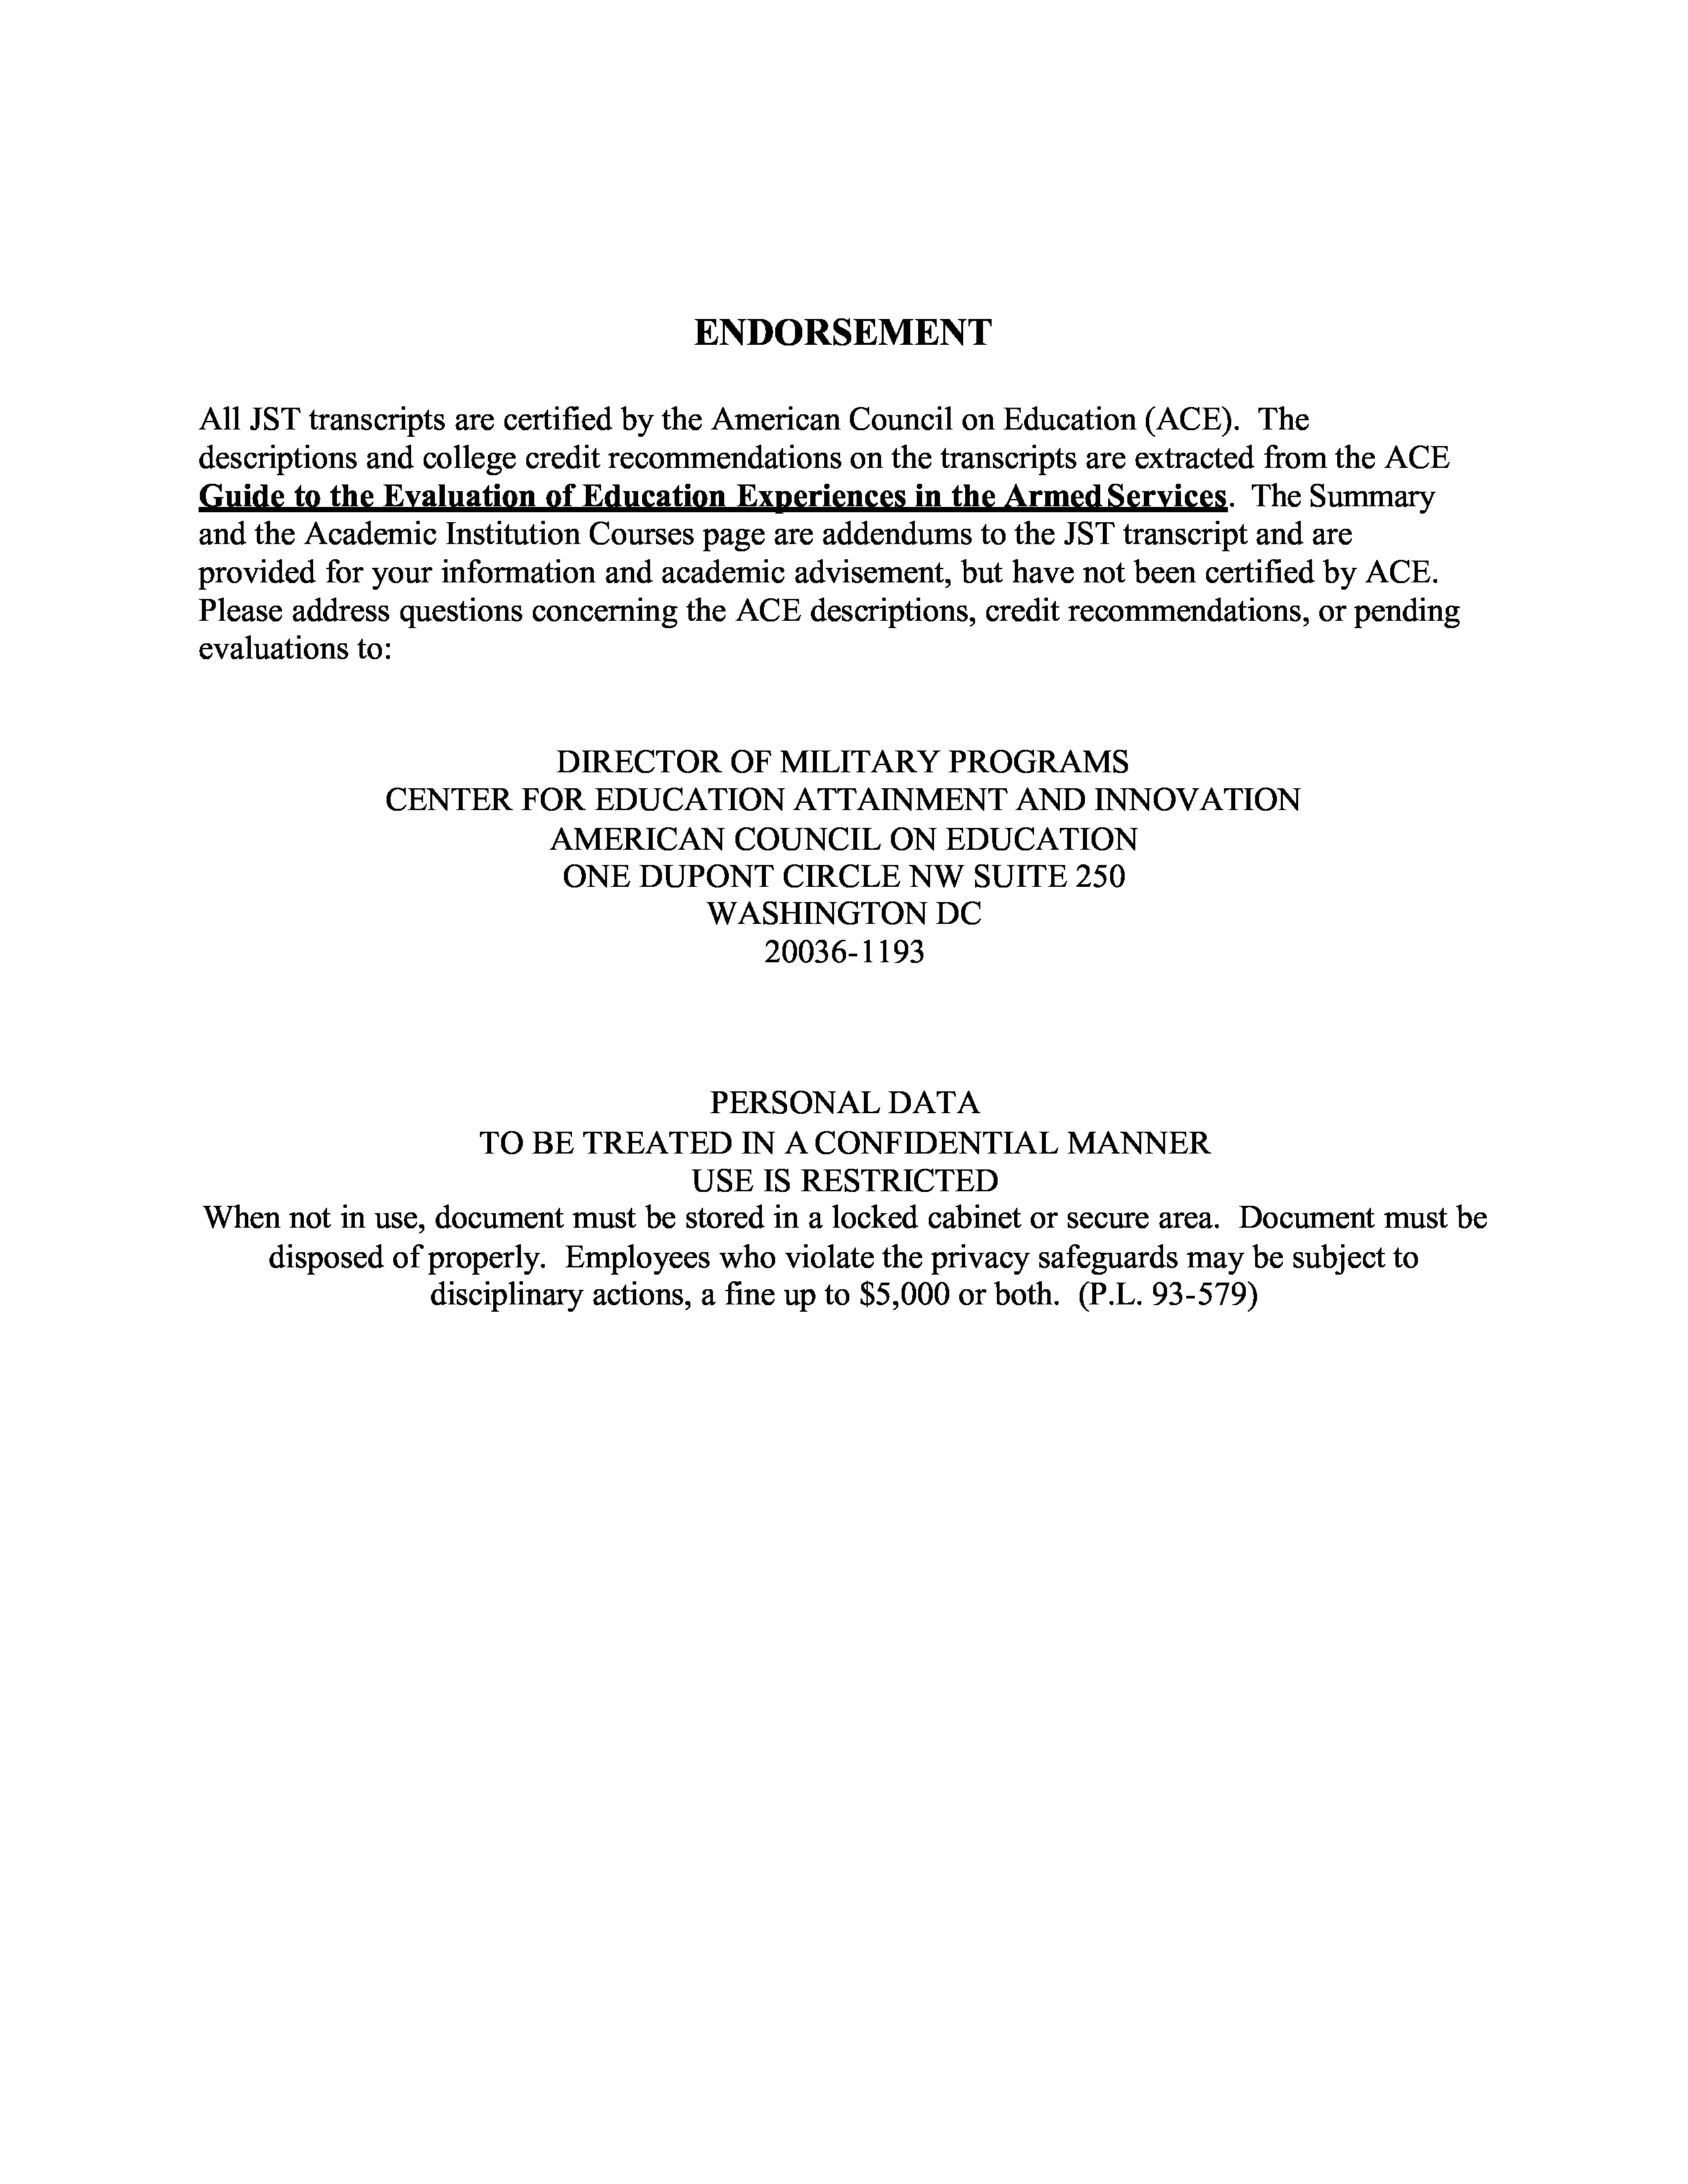 ENDORSEMENT
All JST transcripts are certified by the American Council on Education (ACE).  The
descriptions and college credit recommendations on the transcripts are extracted from the ACE
Guide to the Evaluation of Education Experiences in the Armed Services.  The Summary
and the Academic Institution Courses page are addendums to the JST transcript and are
provided for your information and academic advisement, but have not been certified by ACE.
Please address questions concerning the ACE descriptions, credit recommendations, or pending
evaluations to:
DIRECTOR OF MILITARY PROGRAMS
CENTER FOR EDUCATION ATTAINMENT AND INNOVATION
AMERICAN COUNCIL ON EDUCATION
ONE DUPONT CIRCLE NW SUITE 250
WASHINGTON DC
20036-1193
PERSONAL DATA
TO BE TREATED IN A CONFIDENTIAL MANNER
USE IS RESTRICTED
When not in use, document must be stored in a locked cabinet or secure area.  Document must be
disposed of properly.  Employees who violate the privacy safeguards may be subject to
disciplinary actions, a fine up to $5,000 or both.  (P.L. 93-579)